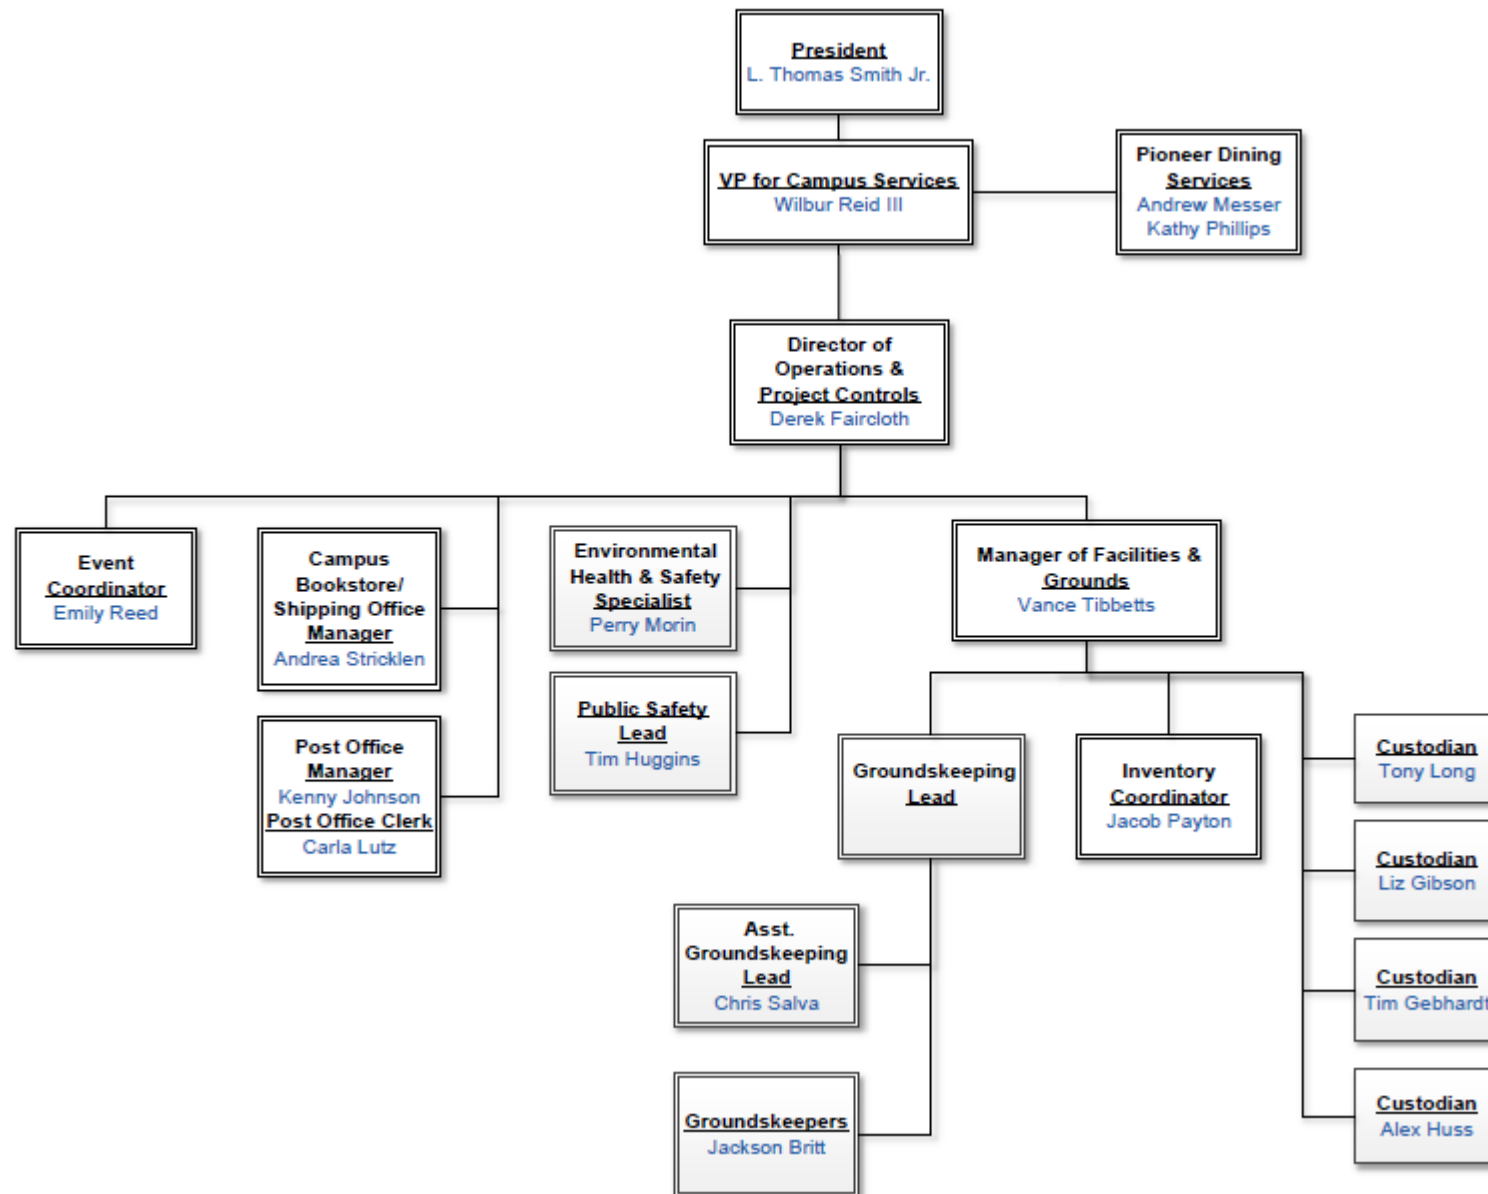 President
L. Thomas Smith Jr.
VP for Campus Services
Wilbur Reid III
Pioneer Dining
Services
Andrew Messer
Kathy Phillips
Director of
Operations &
Project Controls
Derek Faircloth
Event
Coordinator
Emily Reed
Campus
Bookstore/
Shipping Office
Manager
Andrea Stricklen
Post Office
Manager
Kenny Johnson
Post Office Clerk
Carla Lutz
Environmental
Health & Safety
Specialist
Perry Morin
Public Safety
Lead
Tim Huggins
Manager of Facilities &
Grounds
Vance Tibbetts
Groundskeeping
Lead
Asst.
Groundskeeping
Lead
Chris Salva
Groundskeepers
Jackson Britt
Inventory
Coordinator
Jacob Payton
Custodian
Tony Long
Custodian
Liz Gibson
Custodian
Tim Gebhardt
Custodian
Alex Huss